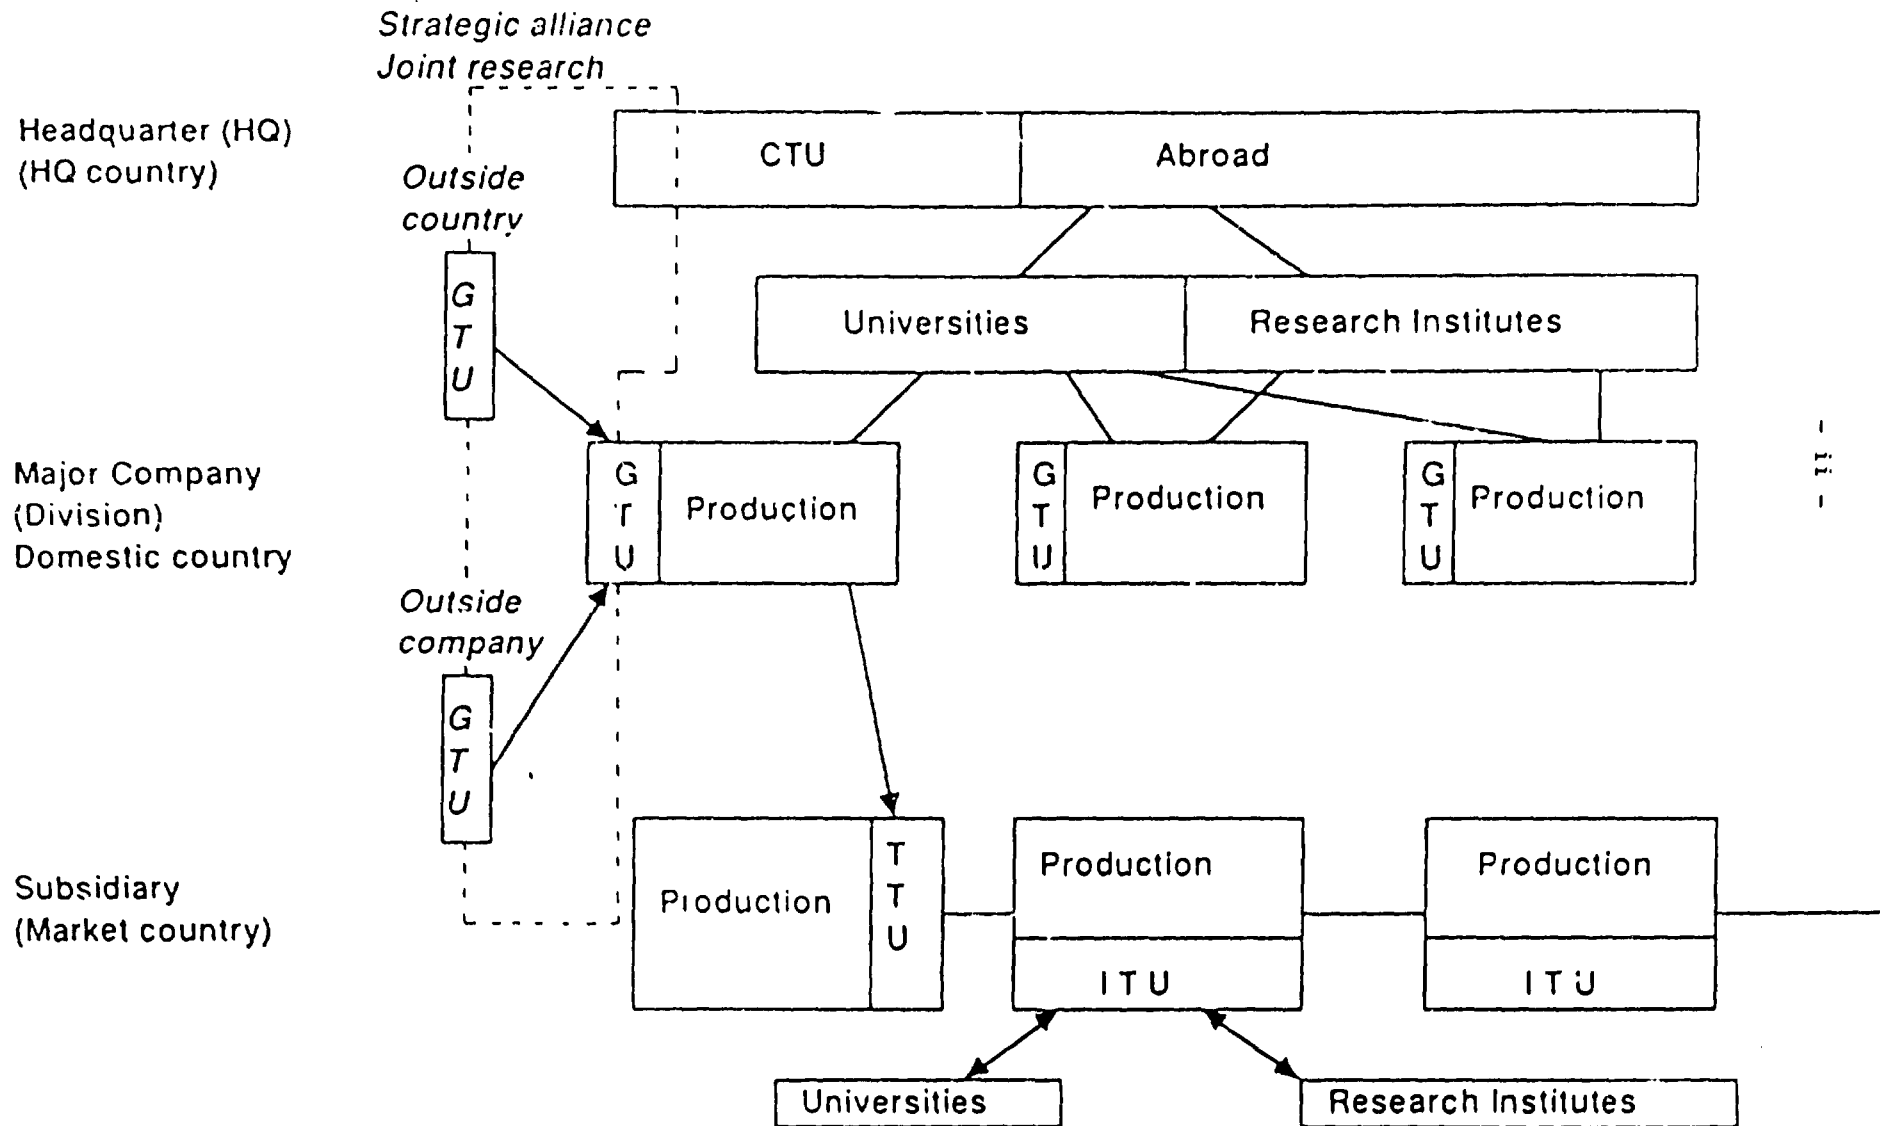 Strategic alliance
Joint research
Headquarter (HQ)
(HQ country)
CTU
Abroad
Outside
country
G
T
U
Universities
Research Institutes
Major Company
(Division)
Domestic country
G
T
U
Production
G
T
U
Production
G
T
U
Production
- ii -
Outside
company
G
T
U
Subsidiary
(Market country)
Production
T
T
U
Production
ITU
Production
ITU
Universities
Research Institutes